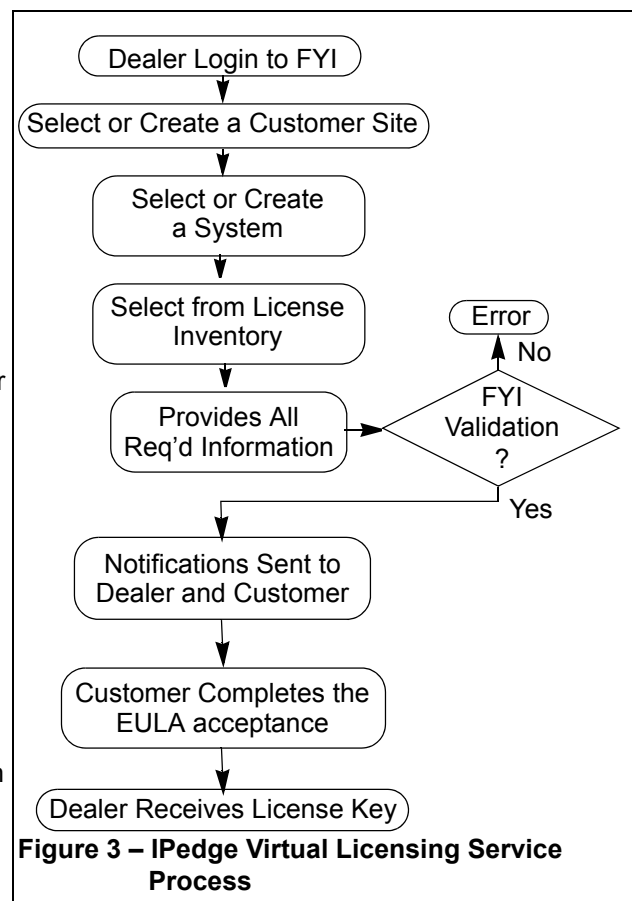 Dealer Login to FYI
Select or Create a Customer Site
Select or Create
a System
Select from License
Inventory
Error
No
r
Provides All
Req'd Information
FYI
Validation
?
Yes
Notifications Sent to
Dealer and Customer
Customer Completes the
EULA acceptance
n
Dealer Receives License Key
Figure 3 – IPedge Virtual Licensing Service
Process